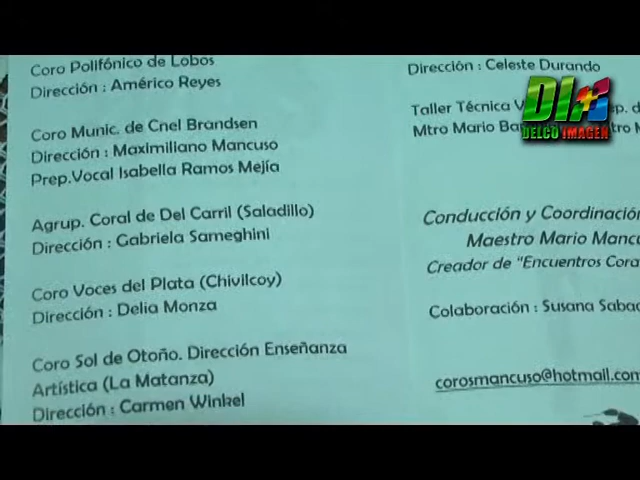 Coro Polifónico de Lobos
Dirección : Américo Reyes
Coro Munic. de Cnel Brandsen
Dirección : Maximiliano Mancuso
Prep.Vocal Isabella Ramos Mejía
Agrup. Coral de Del Carril (Saladillo)
Dirección : Gabriela Sameghini
Coro Voces del Plata (Chivilcoy)
Dirección : Delia Monza
Coro Sol de Otoño. Dirección Enseñanza
Artística (La Matanza)
Dirección : Carmen Winkel
Dirección : Celeste Durando
Taller Técnica
Mtro Mario
Conducción y
Maestro Mario
Creador de "Encuentros
Colaboración : Susana
corosmancuso@hotmail.com
DELCO IMAGEN